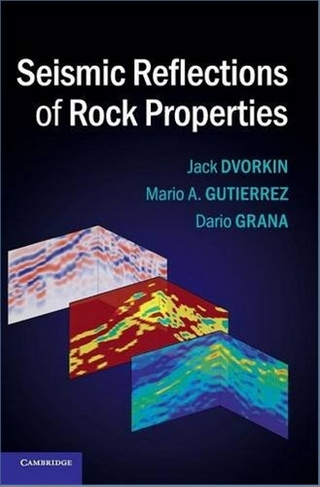 Seismic Reflections
of Rock Properties
Jack DVORKIN
Mario A. GUTIERREZ
Dario GRANA
CAMBRIDGE